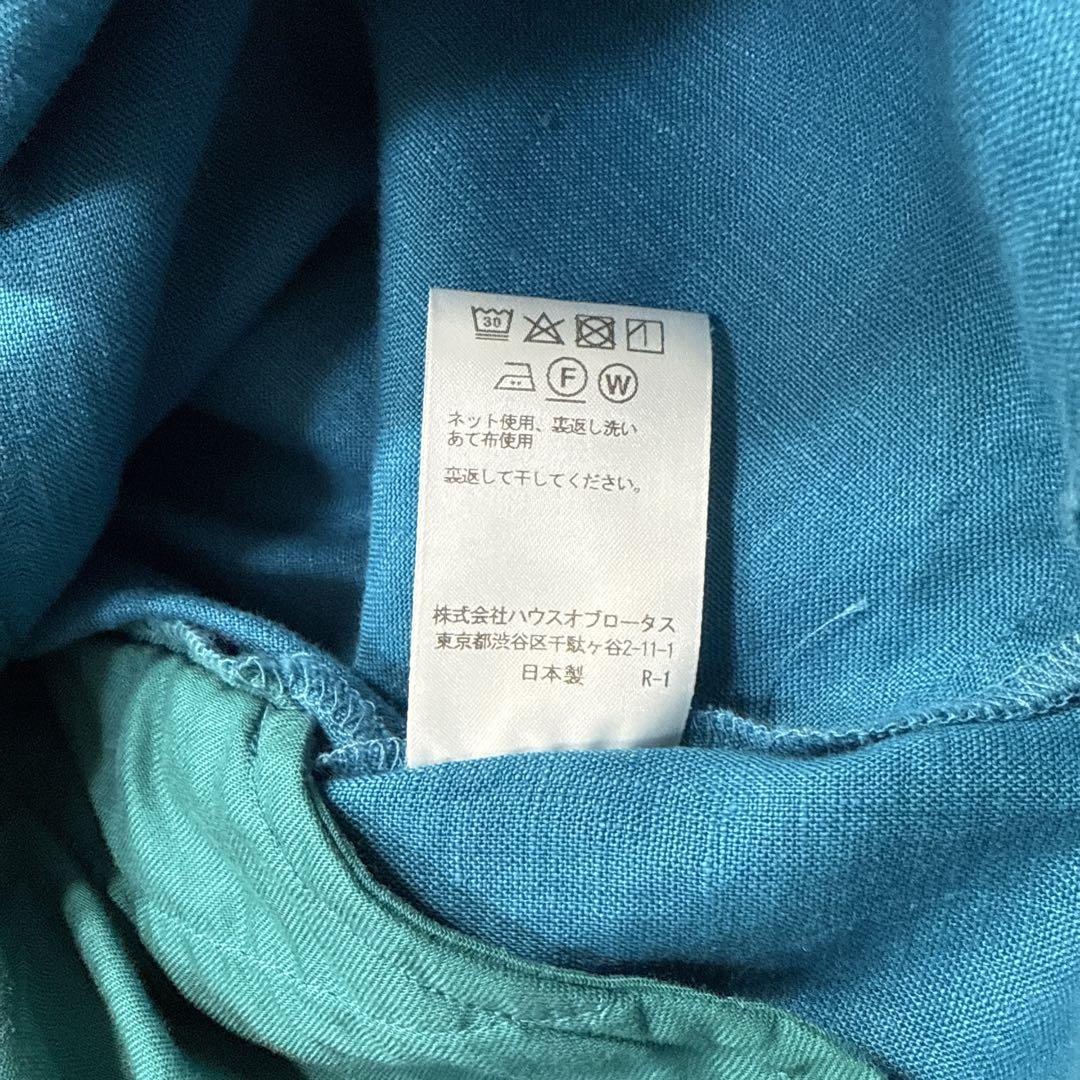 30
F W
ネット使用、裏返し洗い
あて布使用
裏返して干してください。
株式会社ハウスオブロータス
東京都渋谷区千駄ヶ谷2-11-1
日本製 R-1